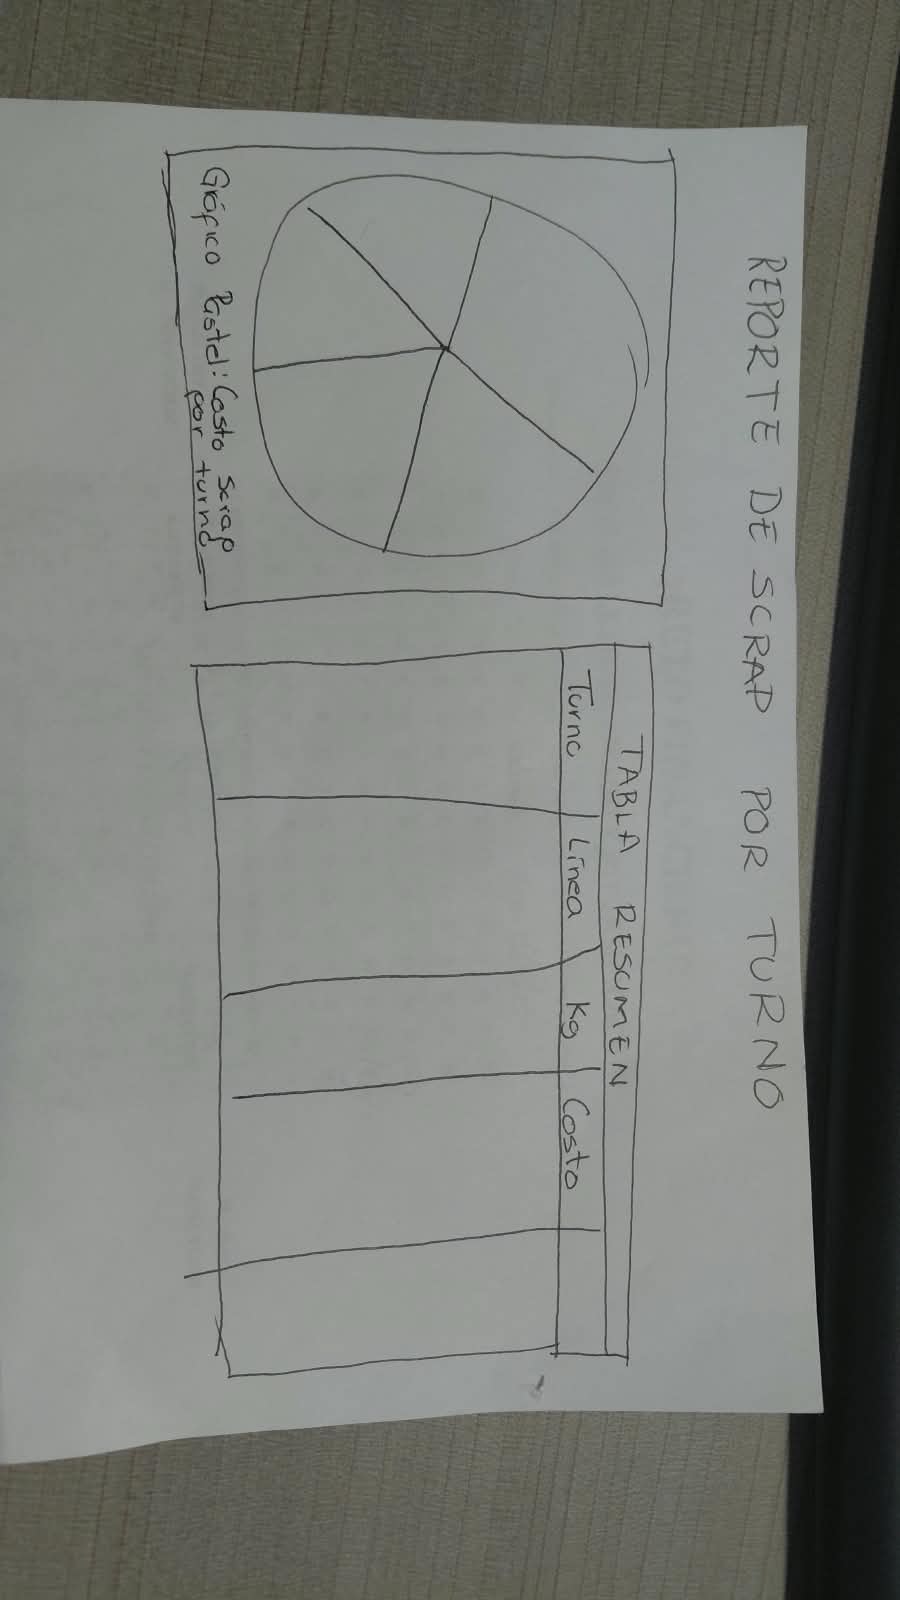 REPORTE DE SCRAP POR TURNO
Gráfico Pastel: Costo Scrap
por turno
TABLA RESUMEN
Turno Línea Kg Costo